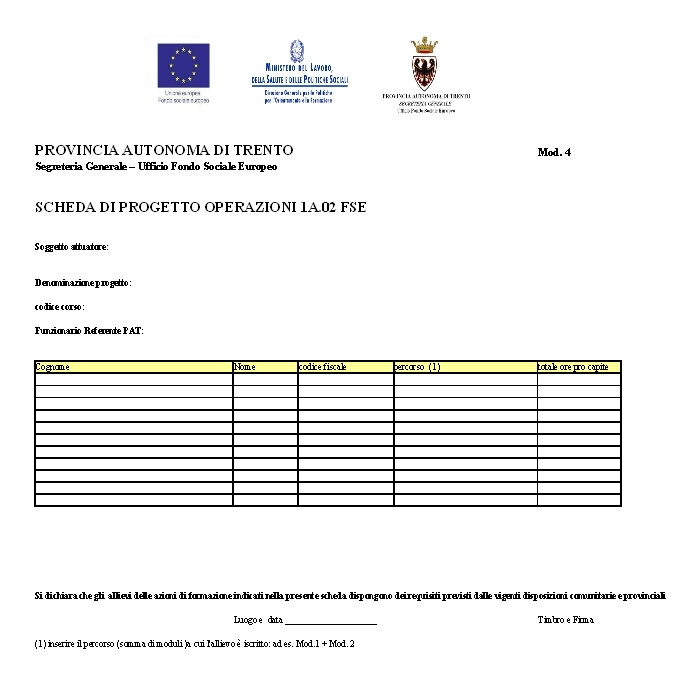 Unione europea
Fondo sociale europeo
MINISTERO DEL LAVORO,
DELLA SALUTE E DELLE POLITICHE SOCIALI
Direzione Generale per le Politiche
per l'Orientamento e la Formazione
PROVINCIA AUTONOMA DI TRENTO
SEGRETERIA GENERALE
Ufficio Fondo Sociale Europeo
PROVINCIA AUTONOMA DI TRENTO
Mod. 4
Segreteria Generale – Ufficio Fondo Sociale Europeo
SCHEDA DI PROGETTO OPERAZIONI 1A.02 FSE
Soggetto attuatore:
Denominazione progetto:
codice corso:
Funzionario Referente PAT:
Cognome Nome codice fiscale percorso (1) totale ore pro capite
Si dichiara che gli allievi delle azioni di formazione indicati nella presente scheda dispongono dei requisiti previsti dalle vigenti disposizioni comunitarie e provinciali
Luogo e data ____________________ Timbro e Firma
(1) inserire il percorso (somma di moduli) a cui l'allievo è iscritto: ad es. Mod.1 + Mod. 2